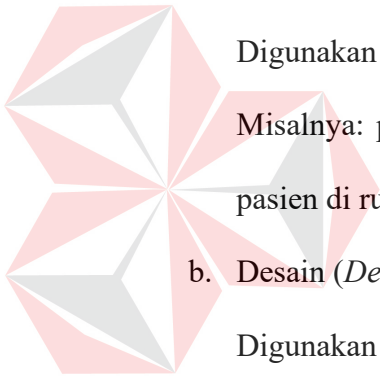 Digunakan
Misalnya: p
pasien di ru
b. Desain (De
Digunakan